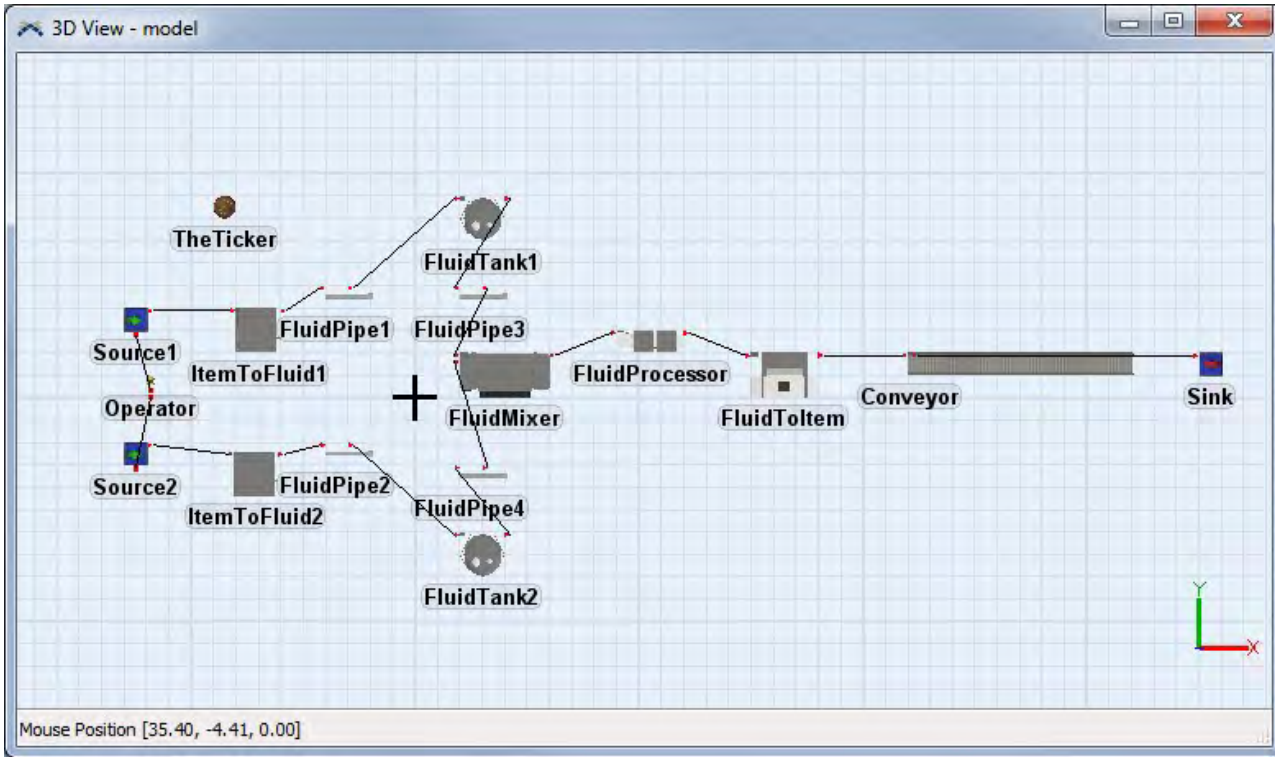 3D View - model
TheTicker
FluidTank1
Source1
ItemToFluid1
FluidPipe1
FluidPipe3
Operator
FluidMixer
FluidProcessor
FluidToItem
Conveyor
Sink
Source2
ItemToFluid2
FluidPipe2
FluidPipe4
FluidTank2
Y
X
Mouse Position [35.40, -4.41, 0.00]